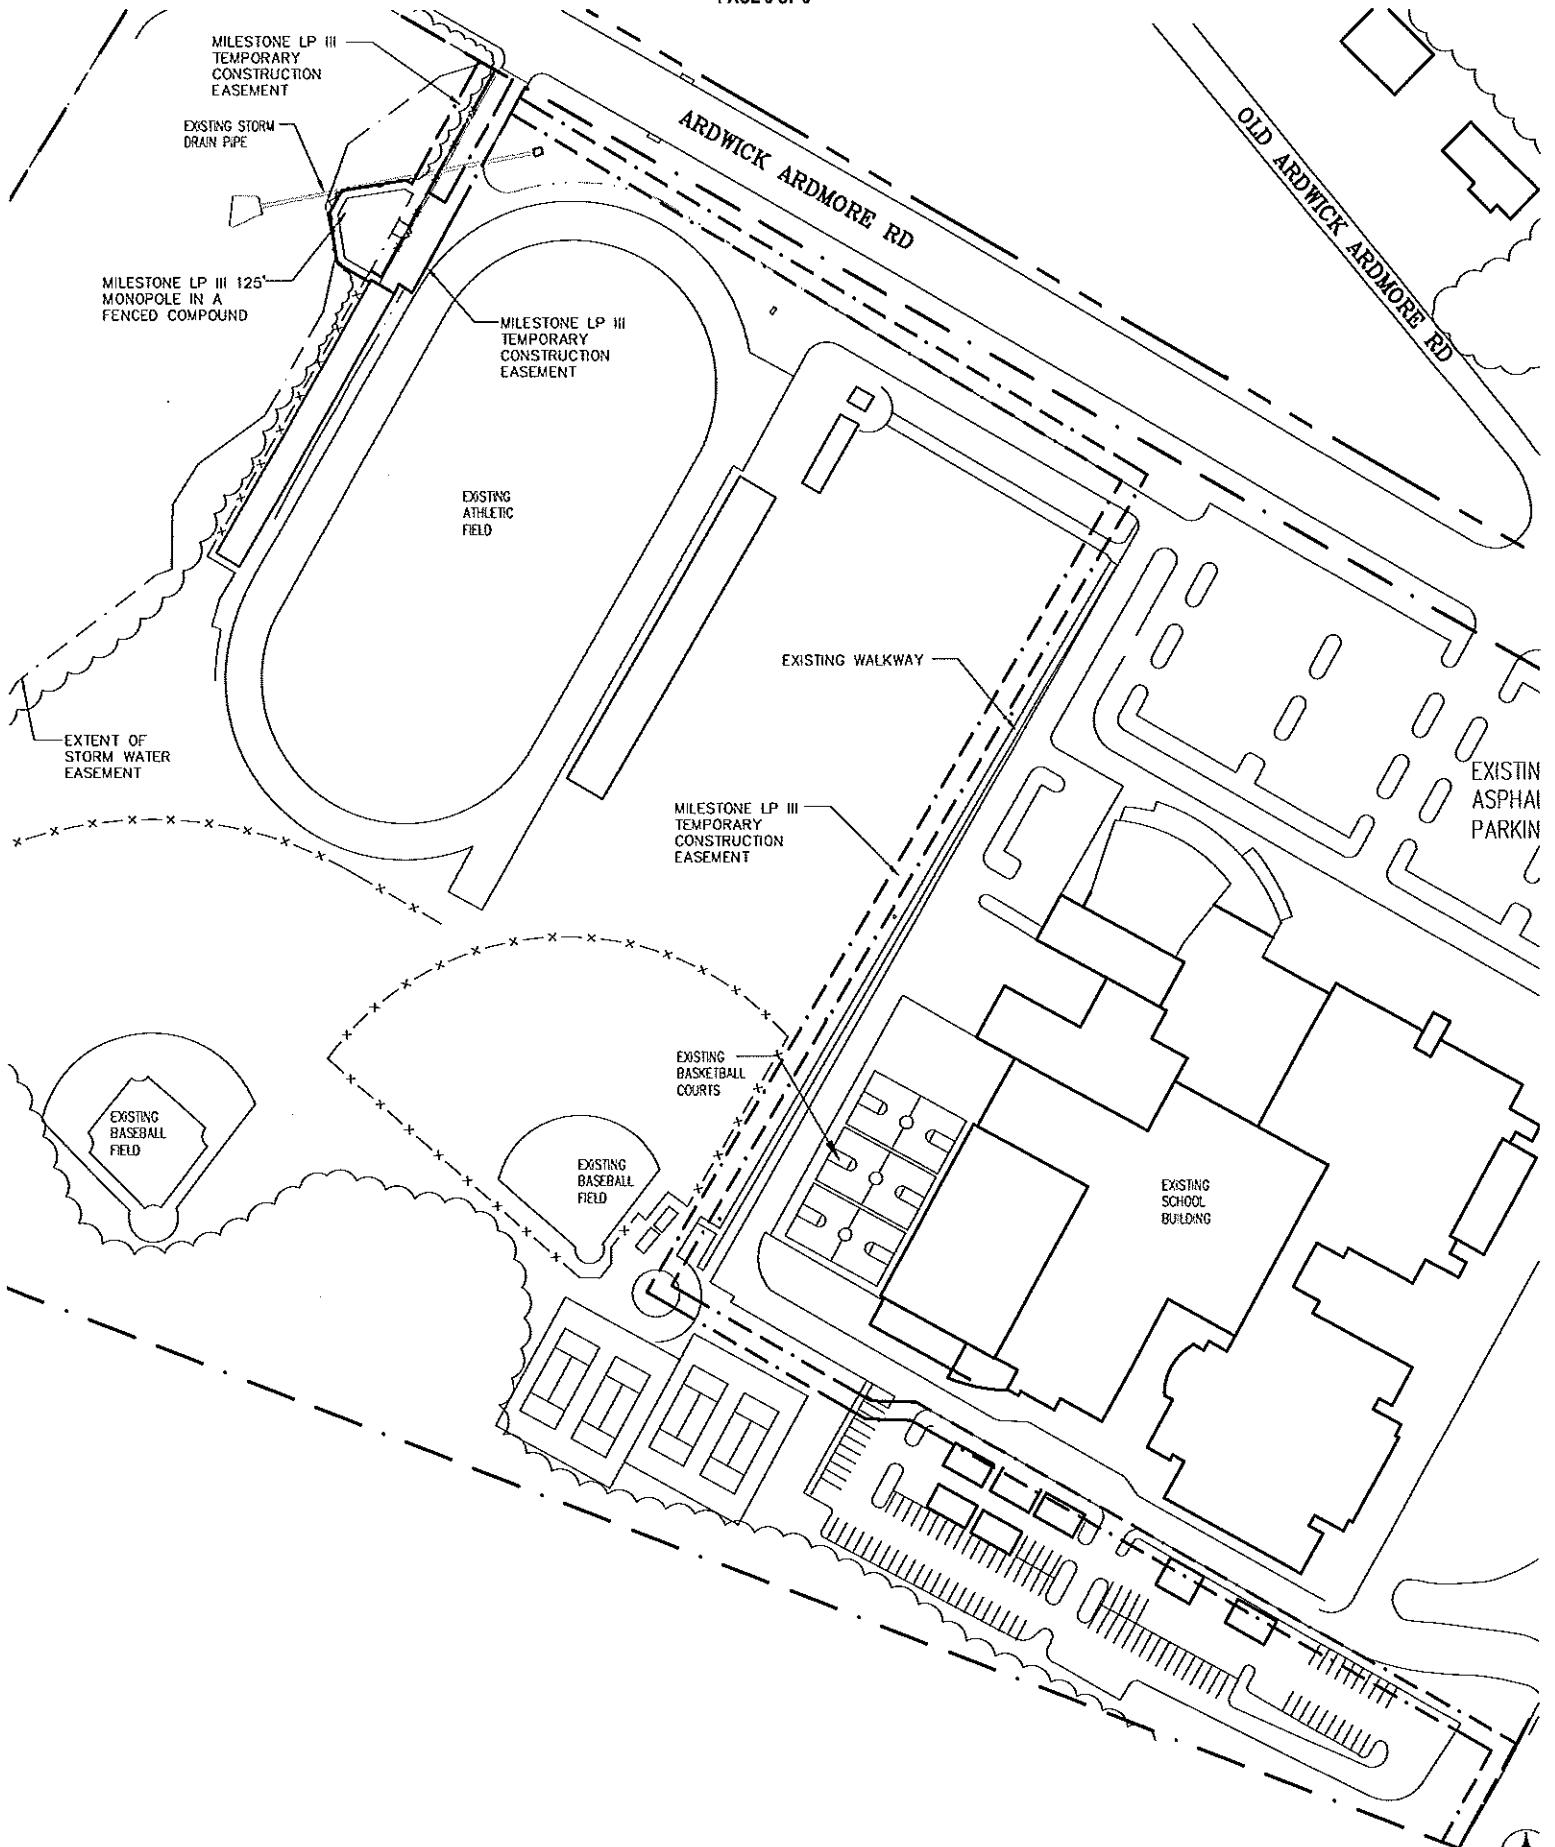 MILESTONE LP III
TEMPORARY
CONSTRUCTION
EASEMENT
EXISTING STORM
DRAIN PIPE
ARDWICK ARDMORE RD
OLD ARDWICK ARDMORE RD
MILESTONE LP III 125'
MONOPOLE IN A
FENCED COMPOUND
MILESTONE LP III
TEMPORARY
CONSTRUCTION
EASEMENT
EXISTING
ATHLETIC
FIELD
EXISTING WALKWAY
EXTENT OF
STORM WATER
EASEMENT
MILESTONE LP III
TEMPORARY
CONSTRUCTION
EASEMENT
EXISTIN
ASPHAL
PARKIN
EXISTING
BASKETBALL
COURTS
EXISTING
BASEBALL
FIELD
EXISTING
BASEBALL
FIELD
EXISTING
SCHOOL
BUILDING